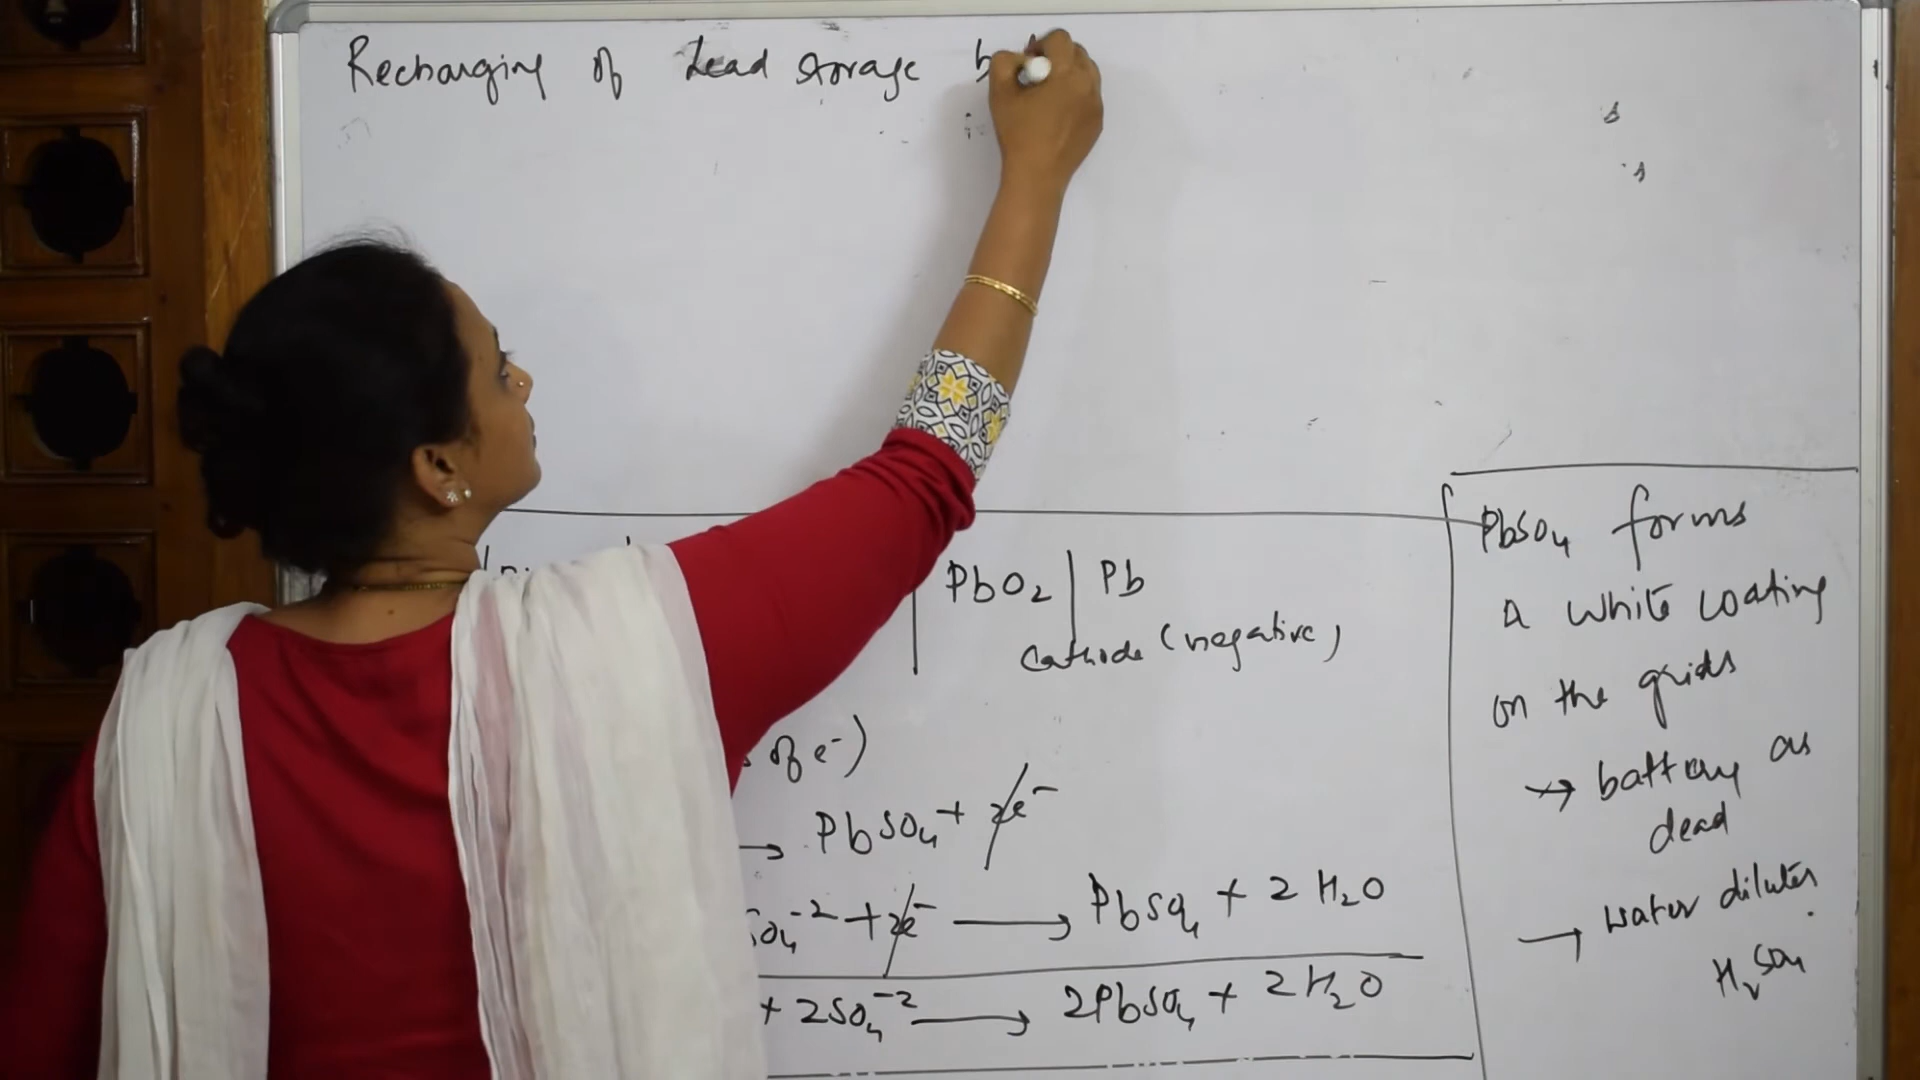 Recharging of Lead storage b
PbO₂ | Pb
Cathode (negative)
of e⁻)
→ PbSO₄ + 2e⁻
SO₄⁻² + 2e⁻ → PbSO₄ + 2H₂O
+ 2SO₄⁻² → 2PbSO₄ + 2H₂O
PbSO₄ forms
a white coating
on the grids
→ battery as
dead
→ water dilutes
H₂SO₄